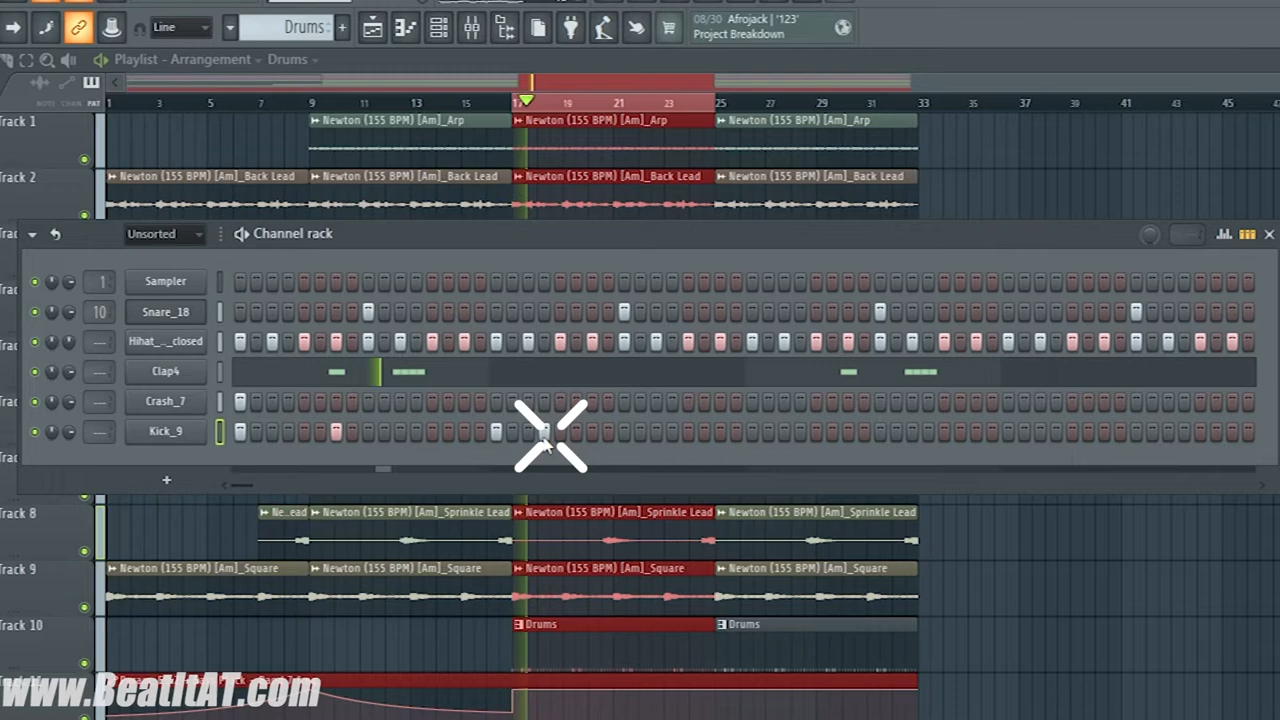 Line
Drums
+
08/30 Afrojack | '123'
Project Breakdown
Playlist - Arrangement
Drums
NOTE CHAN PAT
1 3 5 7 9 11 13 15 17 19 21 23 25 27 29 31 33 35 37 39 41 43 45 47
Track 1
Newton (155 BPM) [Am]_Arp
Newton (155 BPM) [Am]_Arp
Newton (155 BPM) [Am]_Arp
Track 2
Newton (155 BPM) [Am]_Back Lead
Newton (155 BPM) [Am]_Back Lead
Newton (155 BPM) [Am]_Back Lead
Newton (155 BPM) [Am]_Back Lead
Unsorted
Channel rack
1
Sampler
10
Snare_18
---
Hihat_..._closed
---
Clap4
---
Crash_7
---
Kick_9
+
Track 8
Ne..ead
Newton (155 BPM) [Am]_Sprinkle Lead
Newton (155 BPM) [Am]_Sprinkle Lead
Newton (155 BPM) [Am]_Sprinkle Lead
Track 9
Newton (155 BPM) [Am]_Square
Newton (155 BPM) [Am]_Square
Newton (155 BPM) [Am]_Square
Newton (155 BPM) [Am]_Square
Track 10
Drums
Drums
www.BeatitAT.com